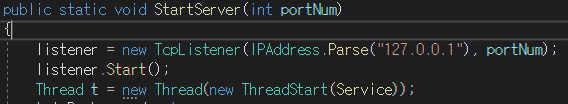 public static void StartServer(int portNum)
{
listener = new TcpListener(IPAddress.Parse("127.0.0.1"), portNum);
listener.Start();
Thread t = new Thread(new ThreadStart(Service));